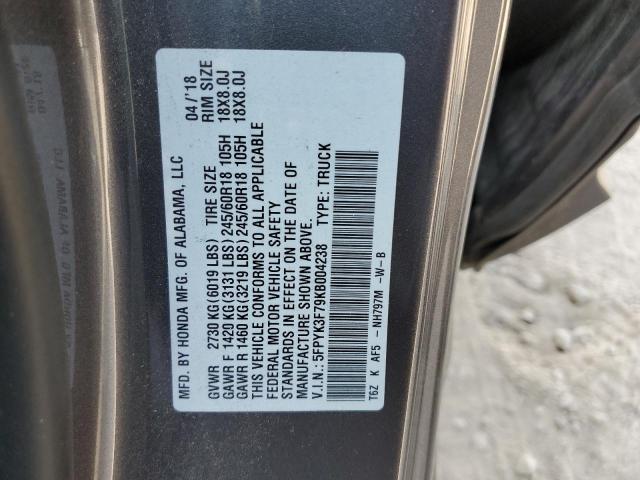 MFD. BY HONDA MFG. OF ALABAMA, LLC 04/'18
GVWR 2730 KG (6019 LBS) TIRE SIZE RIM SIZE
GAWR F 1420 KG (3131 LBS) 245/60R18 105H 18X8.0J
GAWR R 1460 KG (3219 LBS) 245/60R18 105H 18X8.0J
THIS VEHICLE CONFORMS TO ALL APPLICABLE
FEDERAL MOTOR VEHICLE SAFETY
STANDARDS IN EFFECT ON THE DATE OF
MANUFACTURE SHOWN ABOVE.
V.I.N.: 5FPYK3F79KB004238 TYPE: TRUCK
T6Z K AF5 - NH797M -W-B